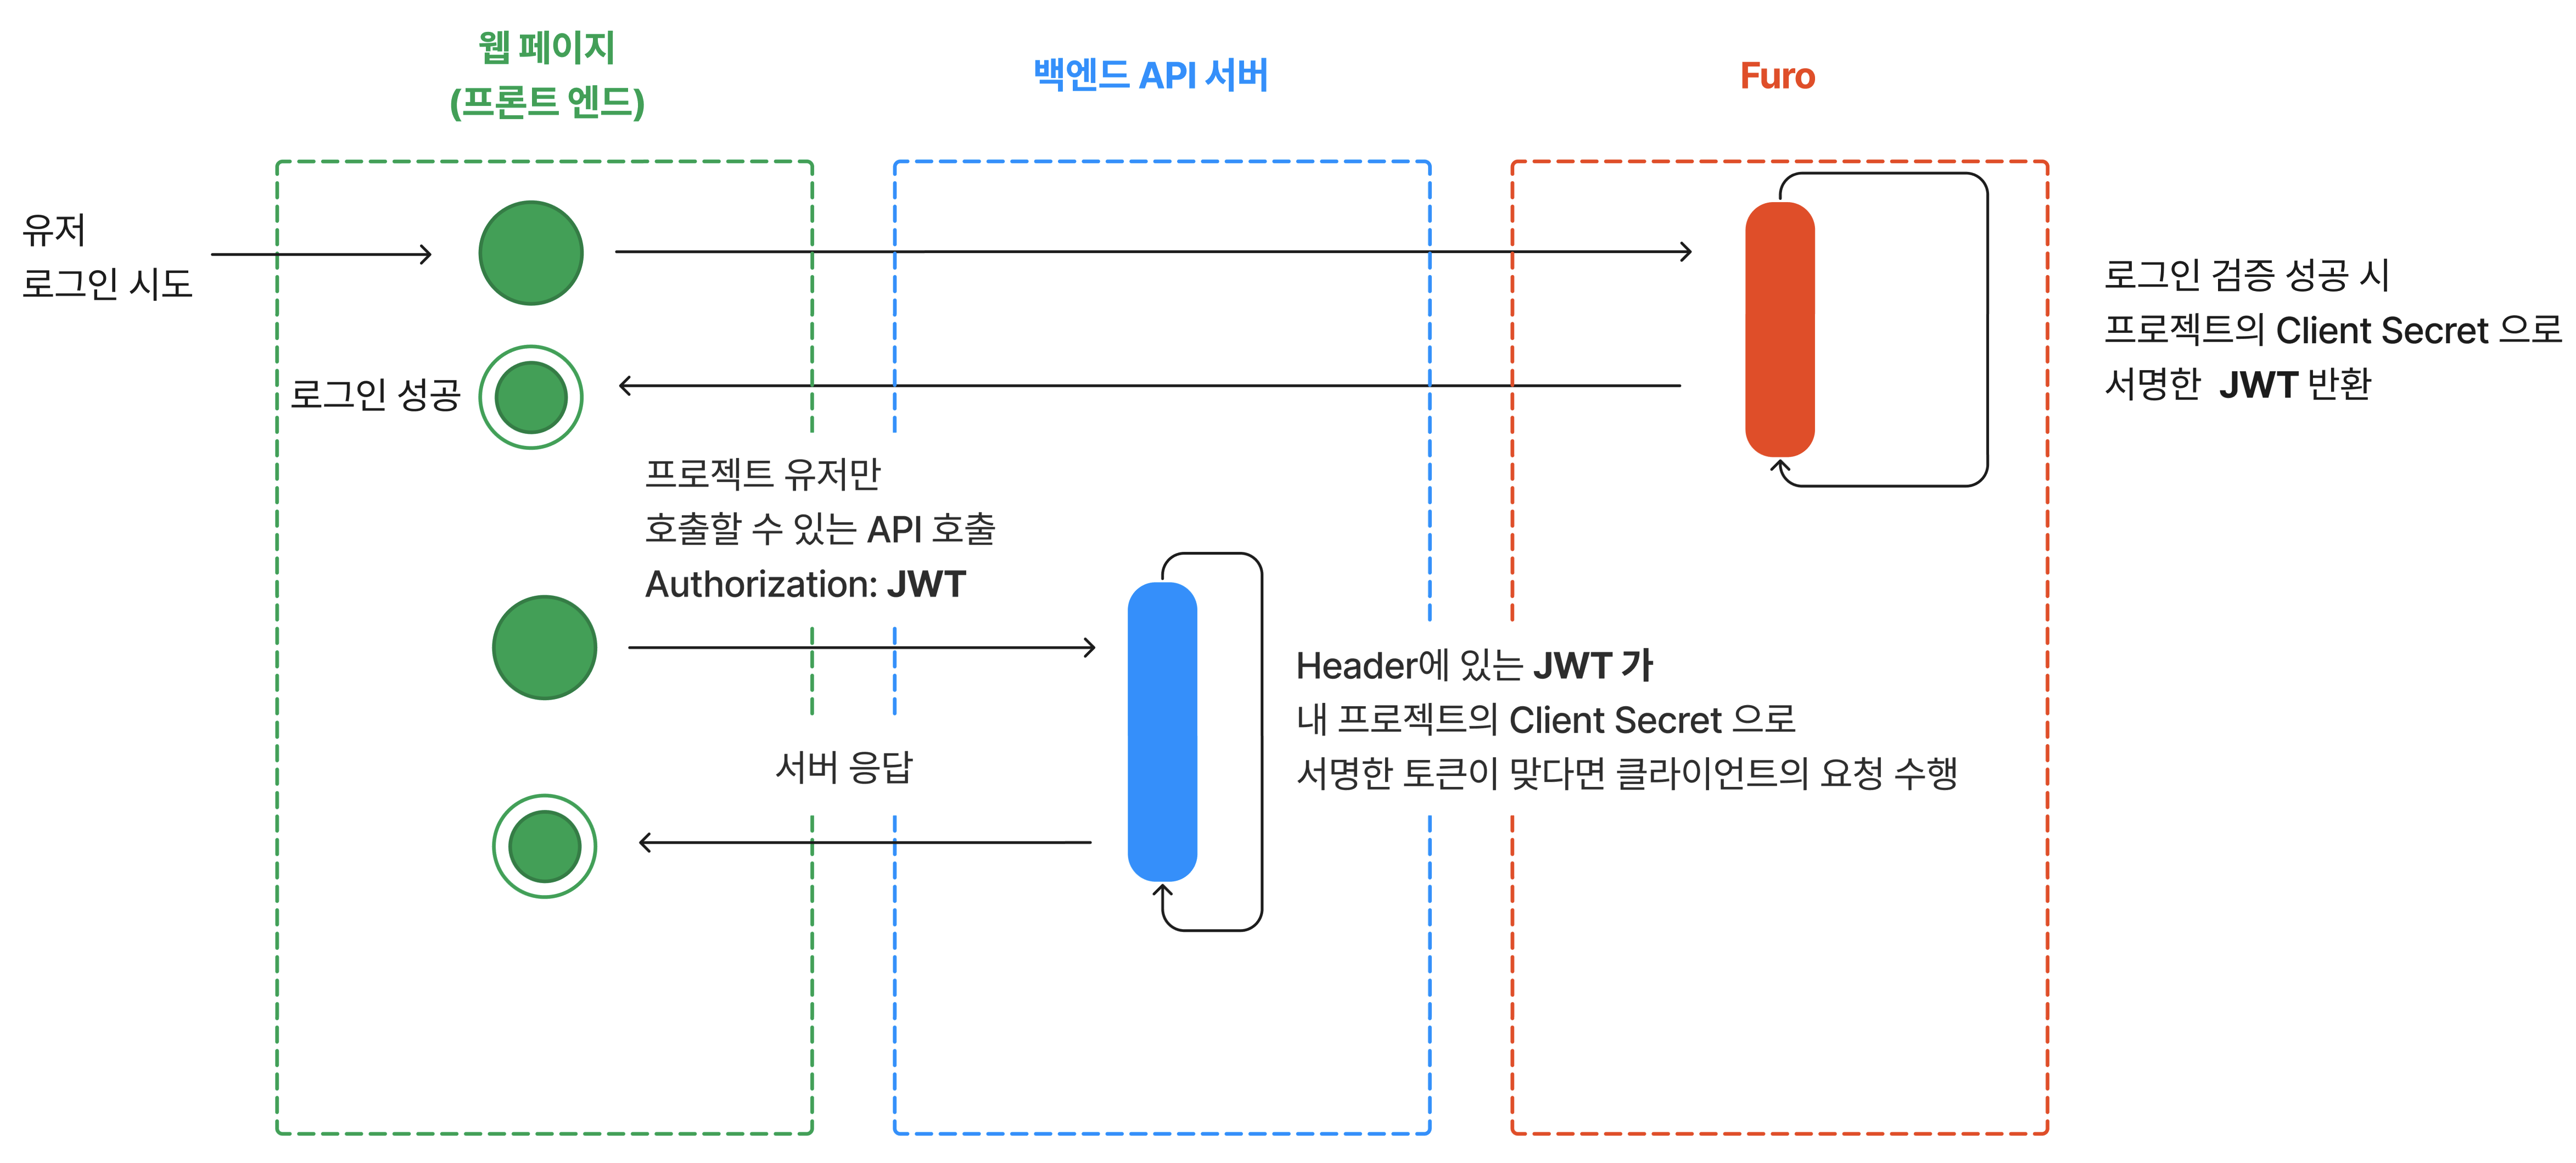 웹 페이지
(프론트 엔드)
백엔드 API 서버
Furo
유저
로그인 시도
로그인 검증 성공 시
프로젝트의 Client Secret 으로
서명한 JWT 반환
로그인 성공
프로젝트 유저만
호출할 수 있는 API 호출
Authorization: JWT
Header에 있는 JWT 가
내 프로젝트의 Client Secret 으로
서명한 토큰이 맞다면 클라이언트의 요청 수행
서버 응답